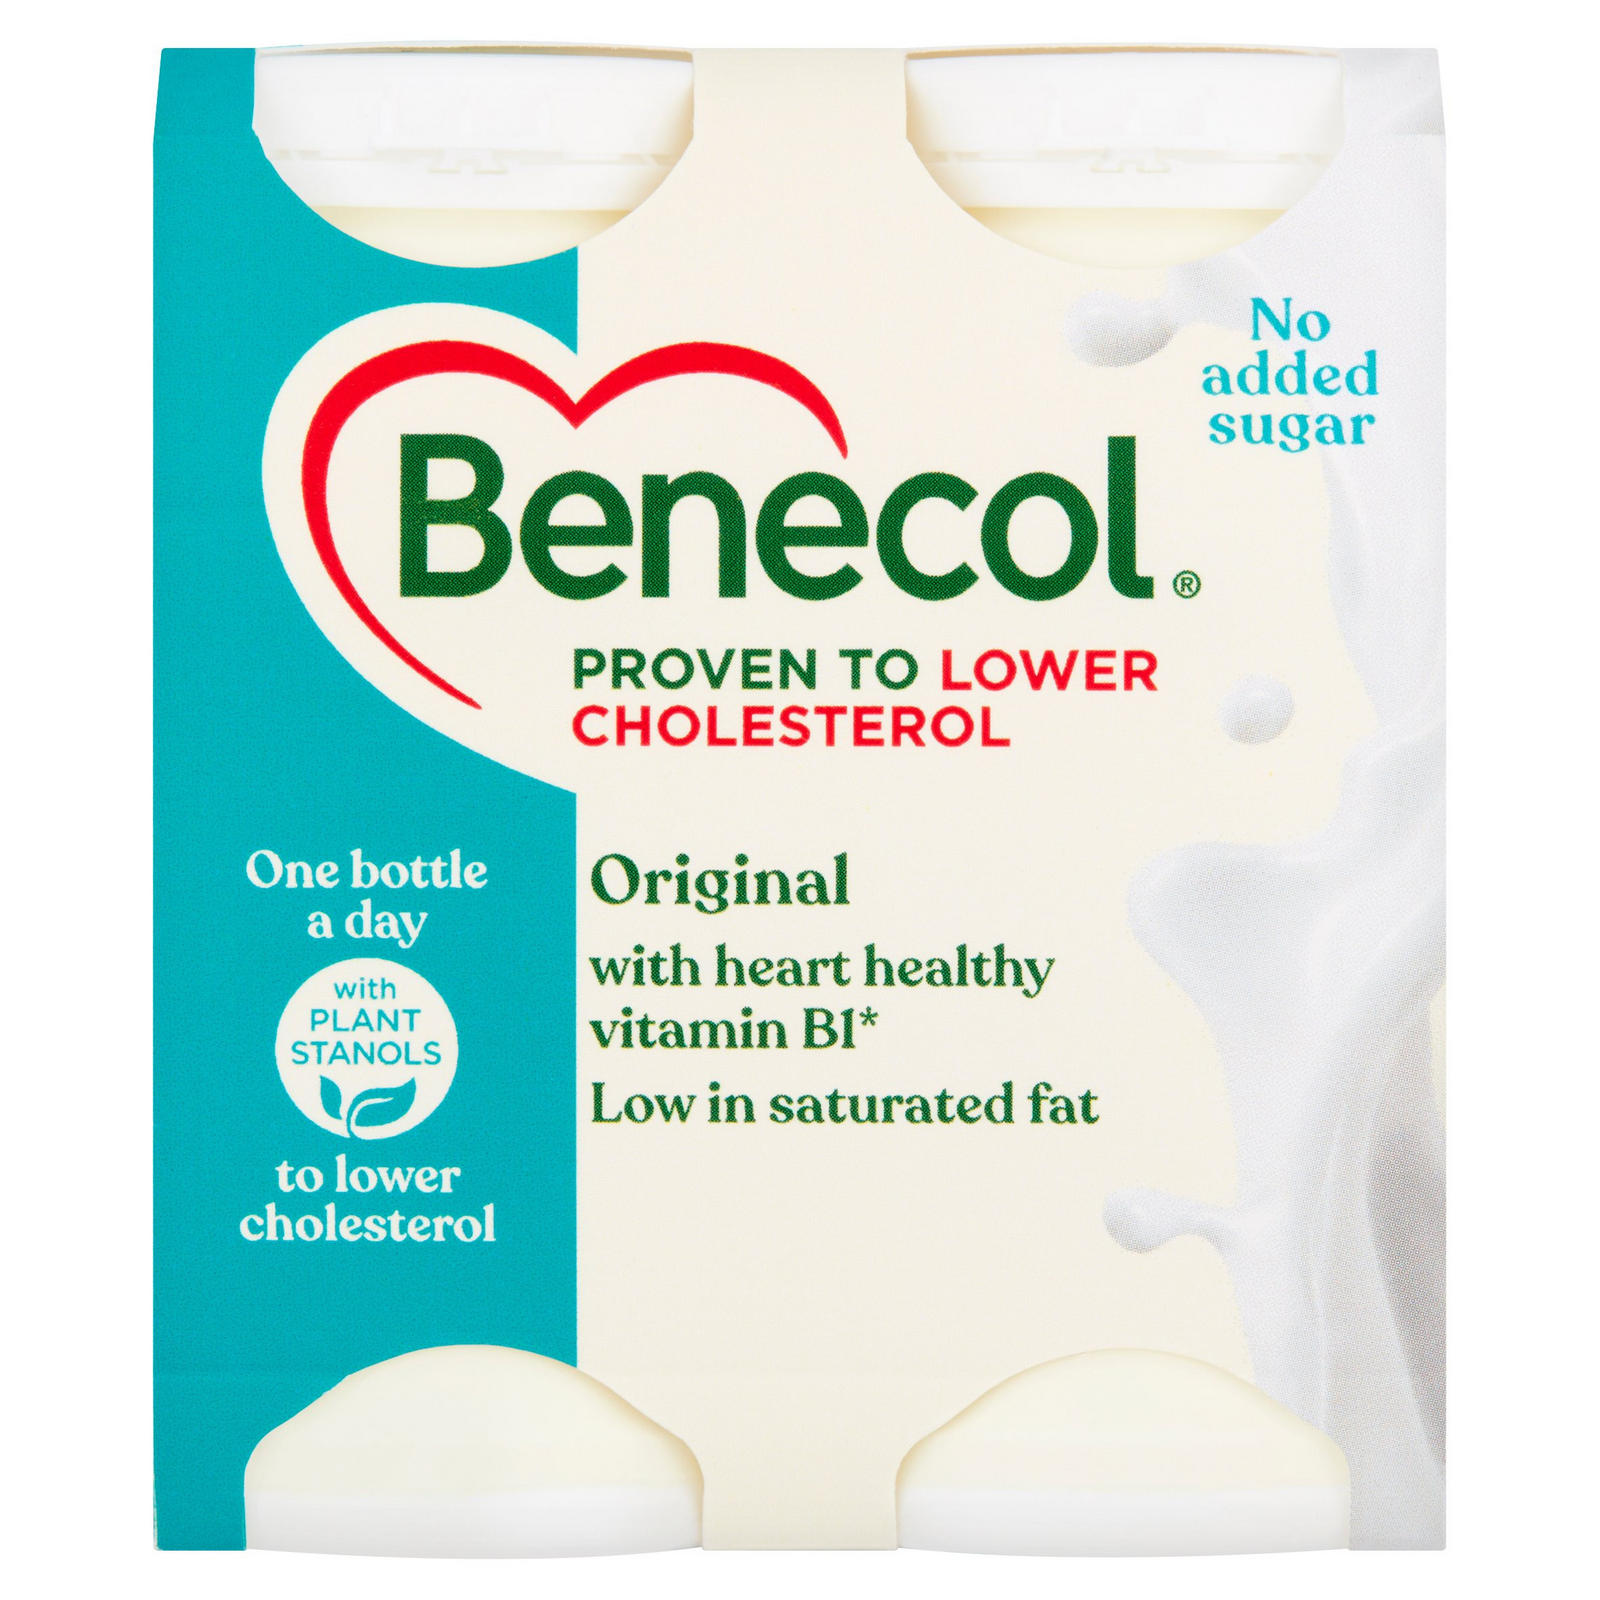 No
added
sugar
Benecol®
PROVEN TO LOWER
CHOLESTEROL
One bottle
a day
with
PLANT
STANOLS
to lower
cholesterol
Original
with heart healthy
vitamin B1*
Low in saturated fat